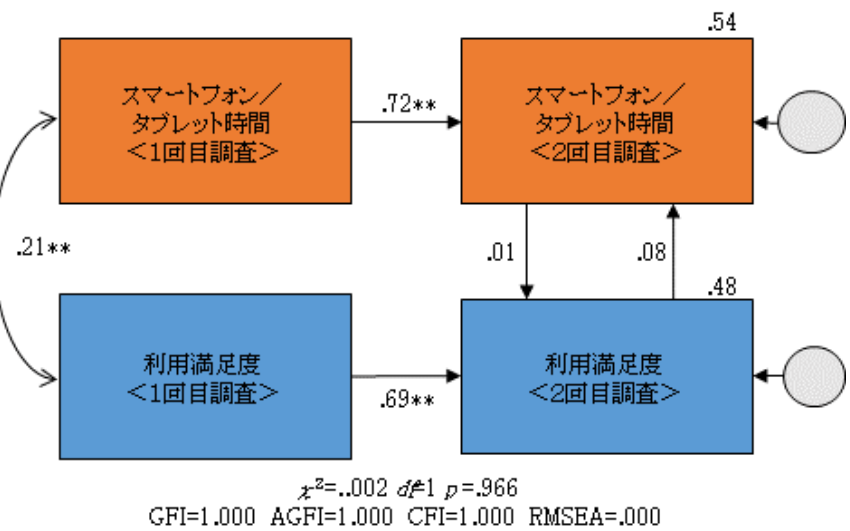 .54
スマートフォン／
タブレット時間
＜1回目調査＞
.72**
スマートフォン／
タブレット時間
＜2回目調査＞
.21**
.01
.08
.48
利用満足度
＜1回目調査＞
.69**
利用満足度
＜2回目調査＞
χ²=..002 df=1 p=.966
GFI=1.000 AGFI=1.000 CFI=1.000 RMSEA=.000